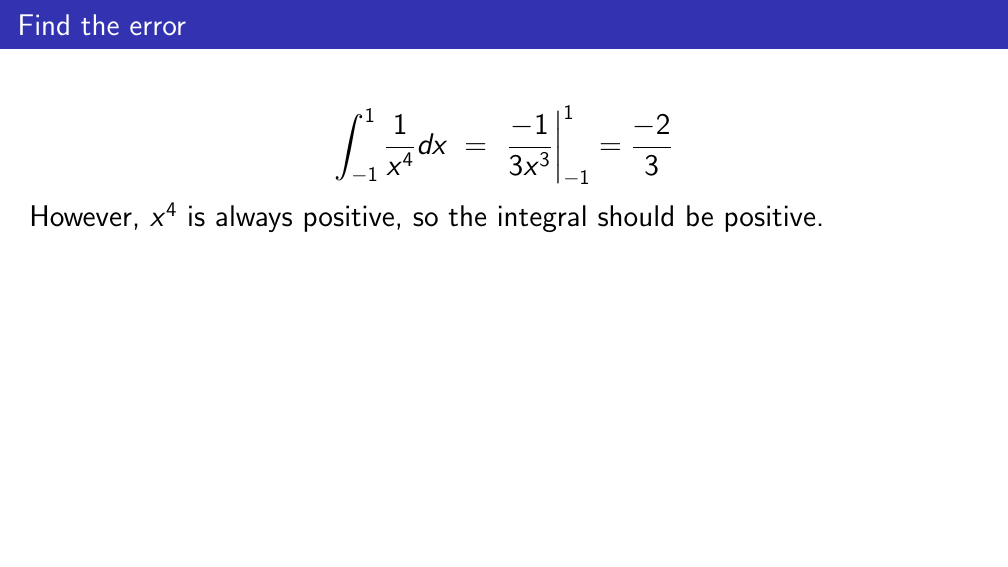 Find the error
∫_{-1}^{1} 1/x⁴ dx = −1/3x³ |_{−1}^{1} = −2/3
However, x⁴ is always positive, so the integral should be positive.